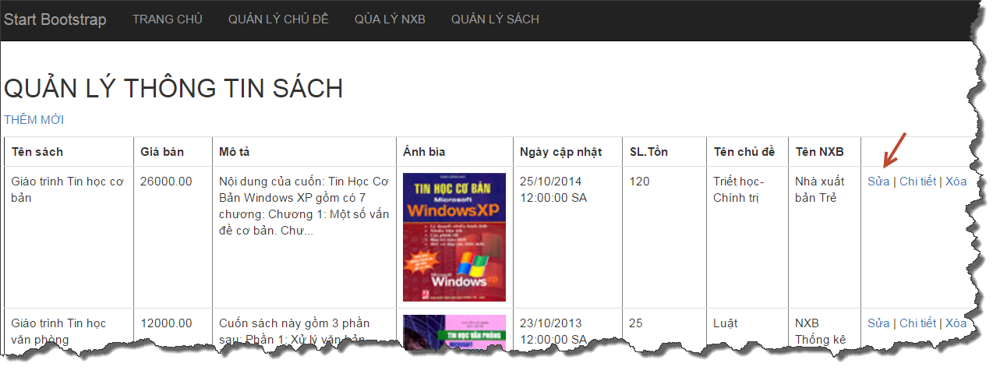 Start Bootstrap TRANG CHỦ QUẢN LÝ CHỦ ĐỀ QỦA LÝ NXB QUẢN LÝ SÁCH
QUẢN LÝ THÔNG TIN SÁCH
THÊM MỚI
Tên sách Giá bán Mô tả Ảnh bìa Ngày cập nhật SL.Tồn Tên chủ đề Tên NXB
Giáo trình Tin học cơ
bản
26000.00
Nội dung của cuốn: Tin Học Cơ
Bản Windows XP gồm có 7
chương: Chương 1: Một số vấn
đề cơ bản. Chư...
TIN HỌC CƠ BẢN
Microsoft
WindowsXP
Microsoft
Windows xp
25/10/2014
12:00:00 SA
120
Triết học-
Chính trị
Nhà xuất
bản Trẻ
Sửa | Chi tiết | Xóa
Giáo trình Tin học
văn phòng
12000.00
Cuốn sách này gồm 3 phần
sau: Phần 1: Xử lý văn bản
TIN HỌC VĂN PHÒNG
MICROSOFT
23/10/2013
12:00:00 SA
25
Luật
NXB
Thống kê
Sửa | Chi tiết | Xóa